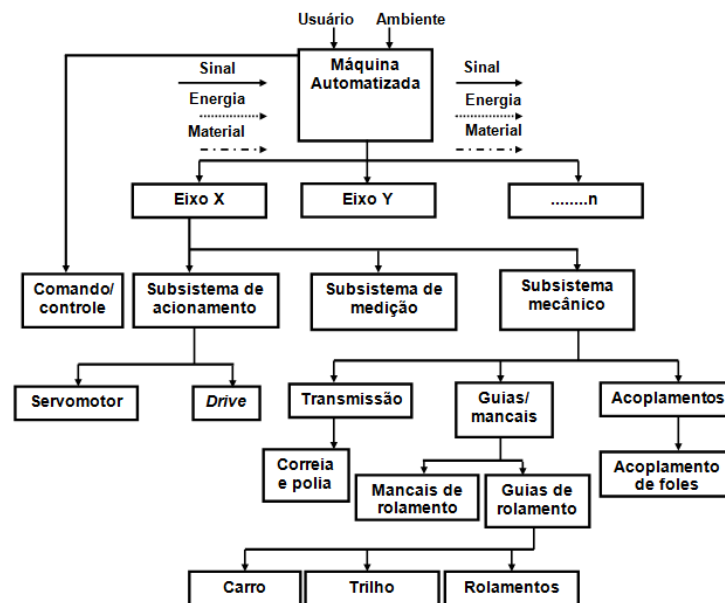 Usuário Ambiente
Máquina
Automatizada
Sinal
Energia
Material
Sinal
Energia
Material
Eixo X
Eixo Y
........n
Comando/
controle
Subsistema de
acionamento
Subsistema de
medição
Subsistema
mecânico
Servomotor
Drive
Transmissão
Guias/
mancais
Acoplamentos
Correia
e polia
Mancais de
rolamento
Guias de
rolamento
Acoplamento
de foles
Carro
Trilho
Rolamentos